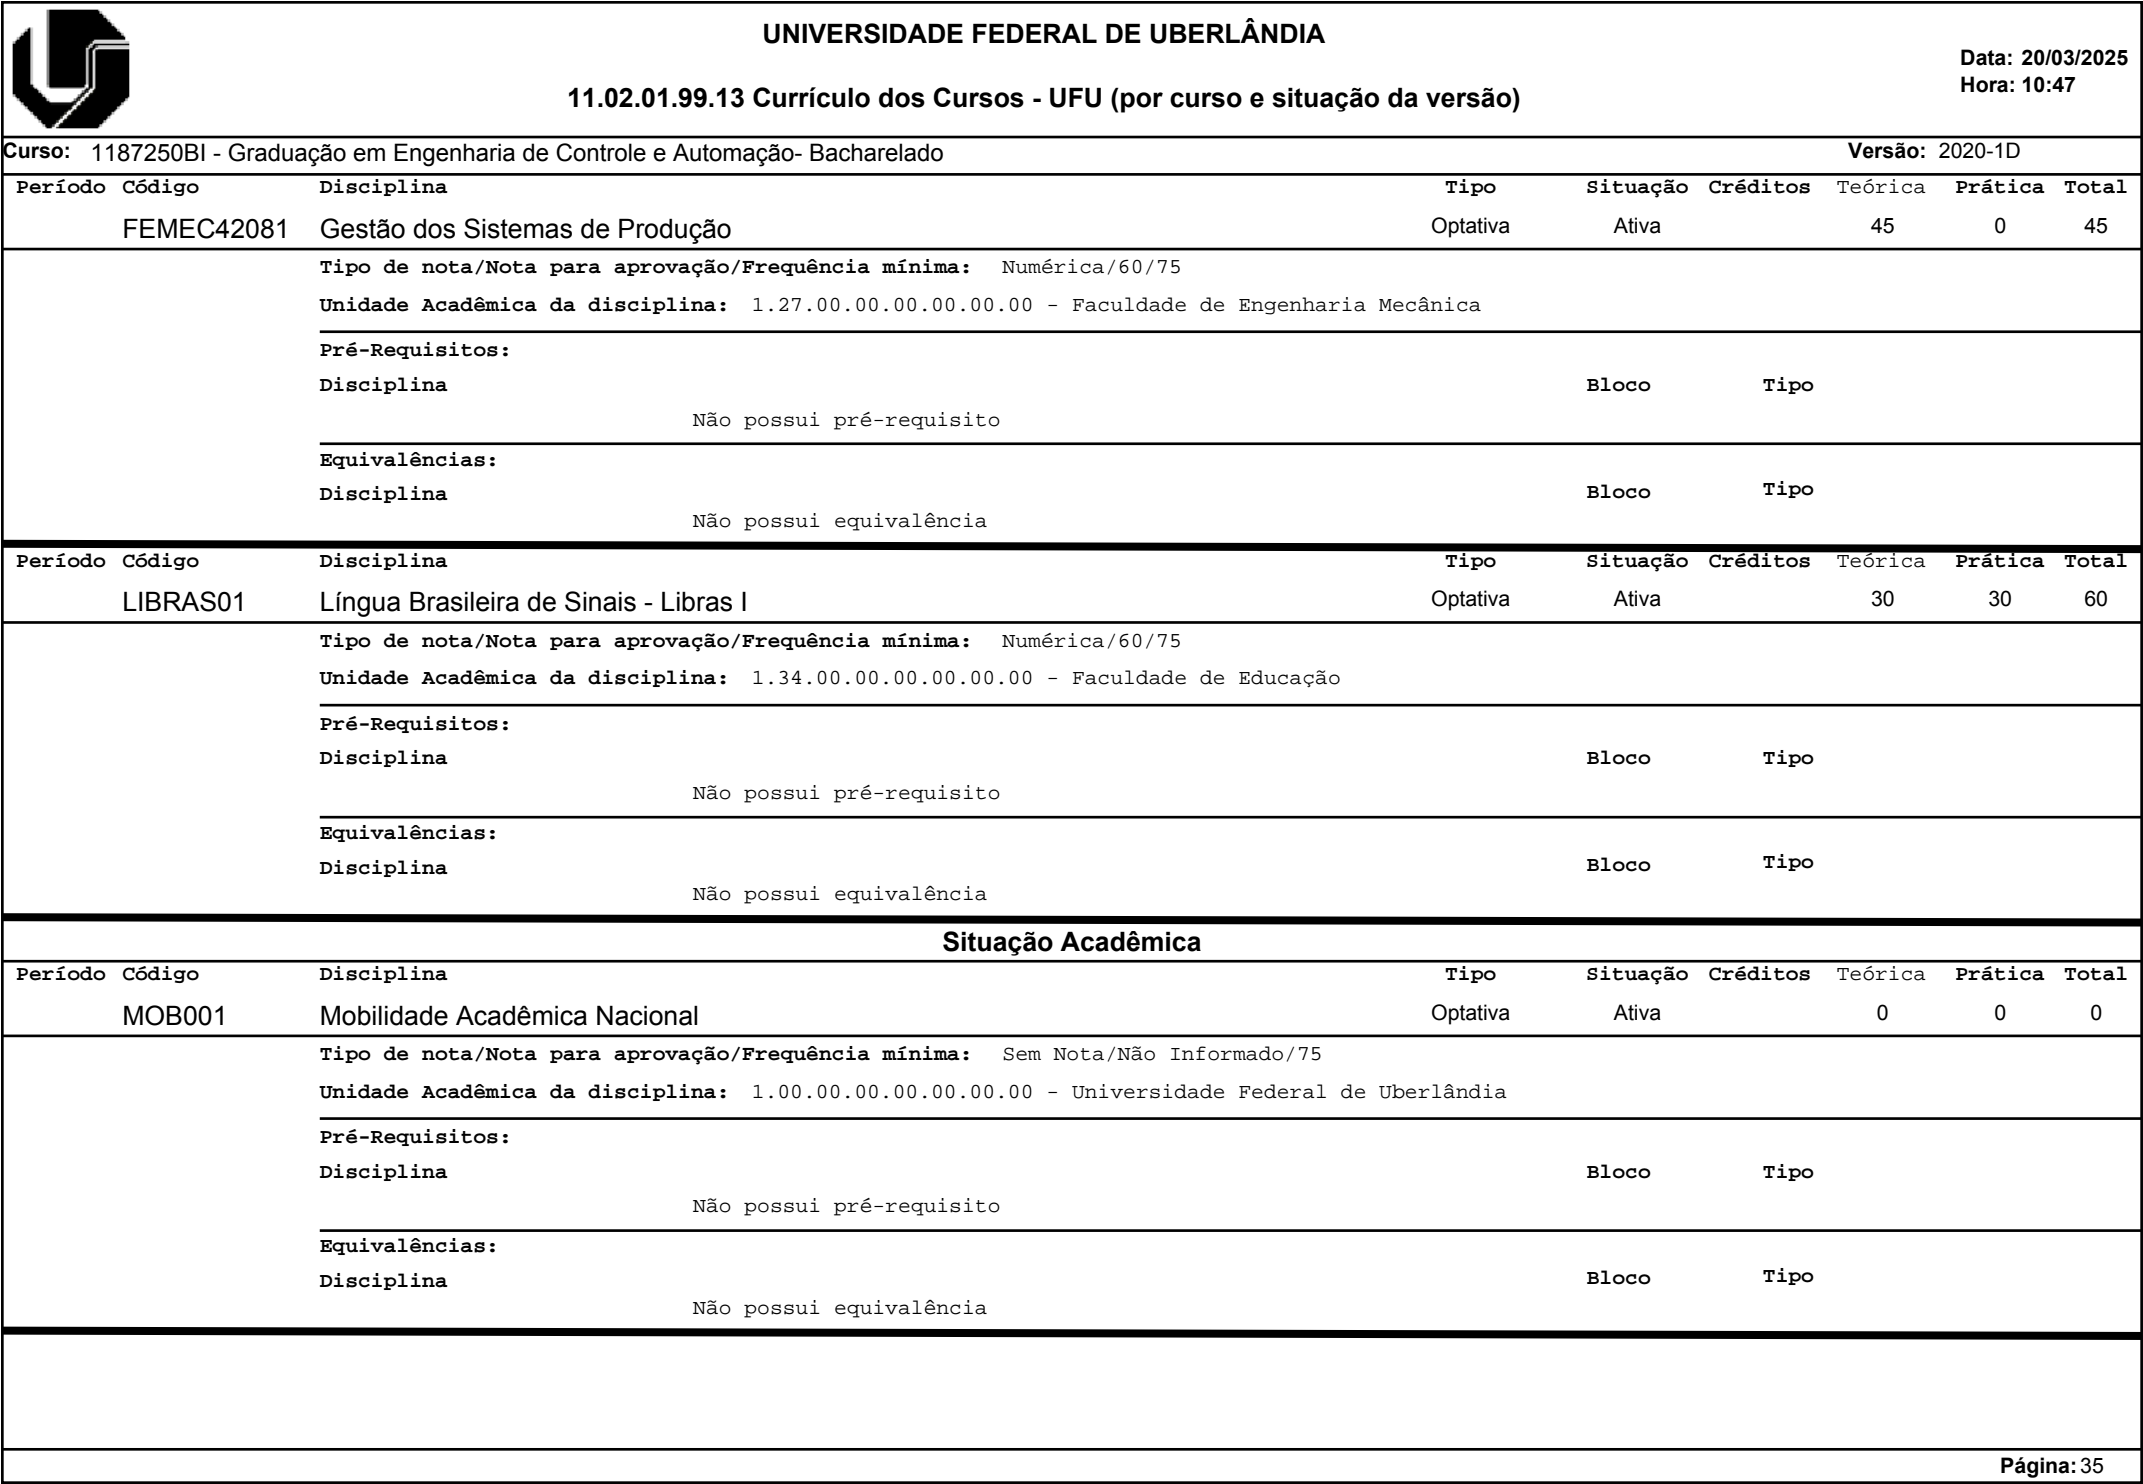 UNIVERSIDADE FEDERAL DE UBERLÂNDIA
Data: 20/03/2025
Hora: 10:47
11.02.01.99.13 Currículo dos Cursos - UFU (por curso e situação da versão)
Curso: 1187250BI - Graduação em Engenharia de Controle e Automação- Bacharelado Versão: 2020-1D
Período Código Disciplina Tipo Situação Créditos Teórica Prática Total
FEMEC42081 Gestão dos Sistemas de Produção Optativa Ativa 45 0 45
Tipo de nota/Nota para aprovação/Frequência mínima: Numérica/60/75
Unidade Acadêmica da disciplina: 1.27.00.00.00.00.00.00 - Faculdade de Engenharia Mecânica
Pré-Requisitos:
Disciplina Bloco Tipo
Não possui pré-requisito
Equivalências:
Disciplina Bloco Tipo
Não possui equivalência
Período Código Disciplina Tipo Situação Créditos Teórica Prática Total
LIBRAS01 Língua Brasileira de Sinais - Libras I Optativa Ativa 30 30 60
Tipo de nota/Nota para aprovação/Frequência mínima: Numérica/60/75
Unidade Acadêmica da disciplina: 1.34.00.00.00.00.00.00 - Faculdade de Educação
Pré-Requisitos:
Disciplina Bloco Tipo
Não possui pré-requisito
Equivalências:
Disciplina Bloco Tipo
Não possui equivalência
Situação Acadêmica
Período Código Disciplina Tipo Situação Créditos Teórica Prática Total
MOB001 Mobilidade Acadêmica Nacional Optativa Ativa 0 0 0
Tipo de nota/Nota para aprovação/Frequência mínima: Sem Nota/Não Informado/75
Unidade Acadêmica da disciplina: 1.00.00.00.00.00.00.00 - Universidade Federal de Uberlândia
Pré-Requisitos:
Disciplina Bloco Tipo
Não possui pré-requisito
Equivalências:
Disciplina Bloco Tipo
Não possui equivalência
Página: 35